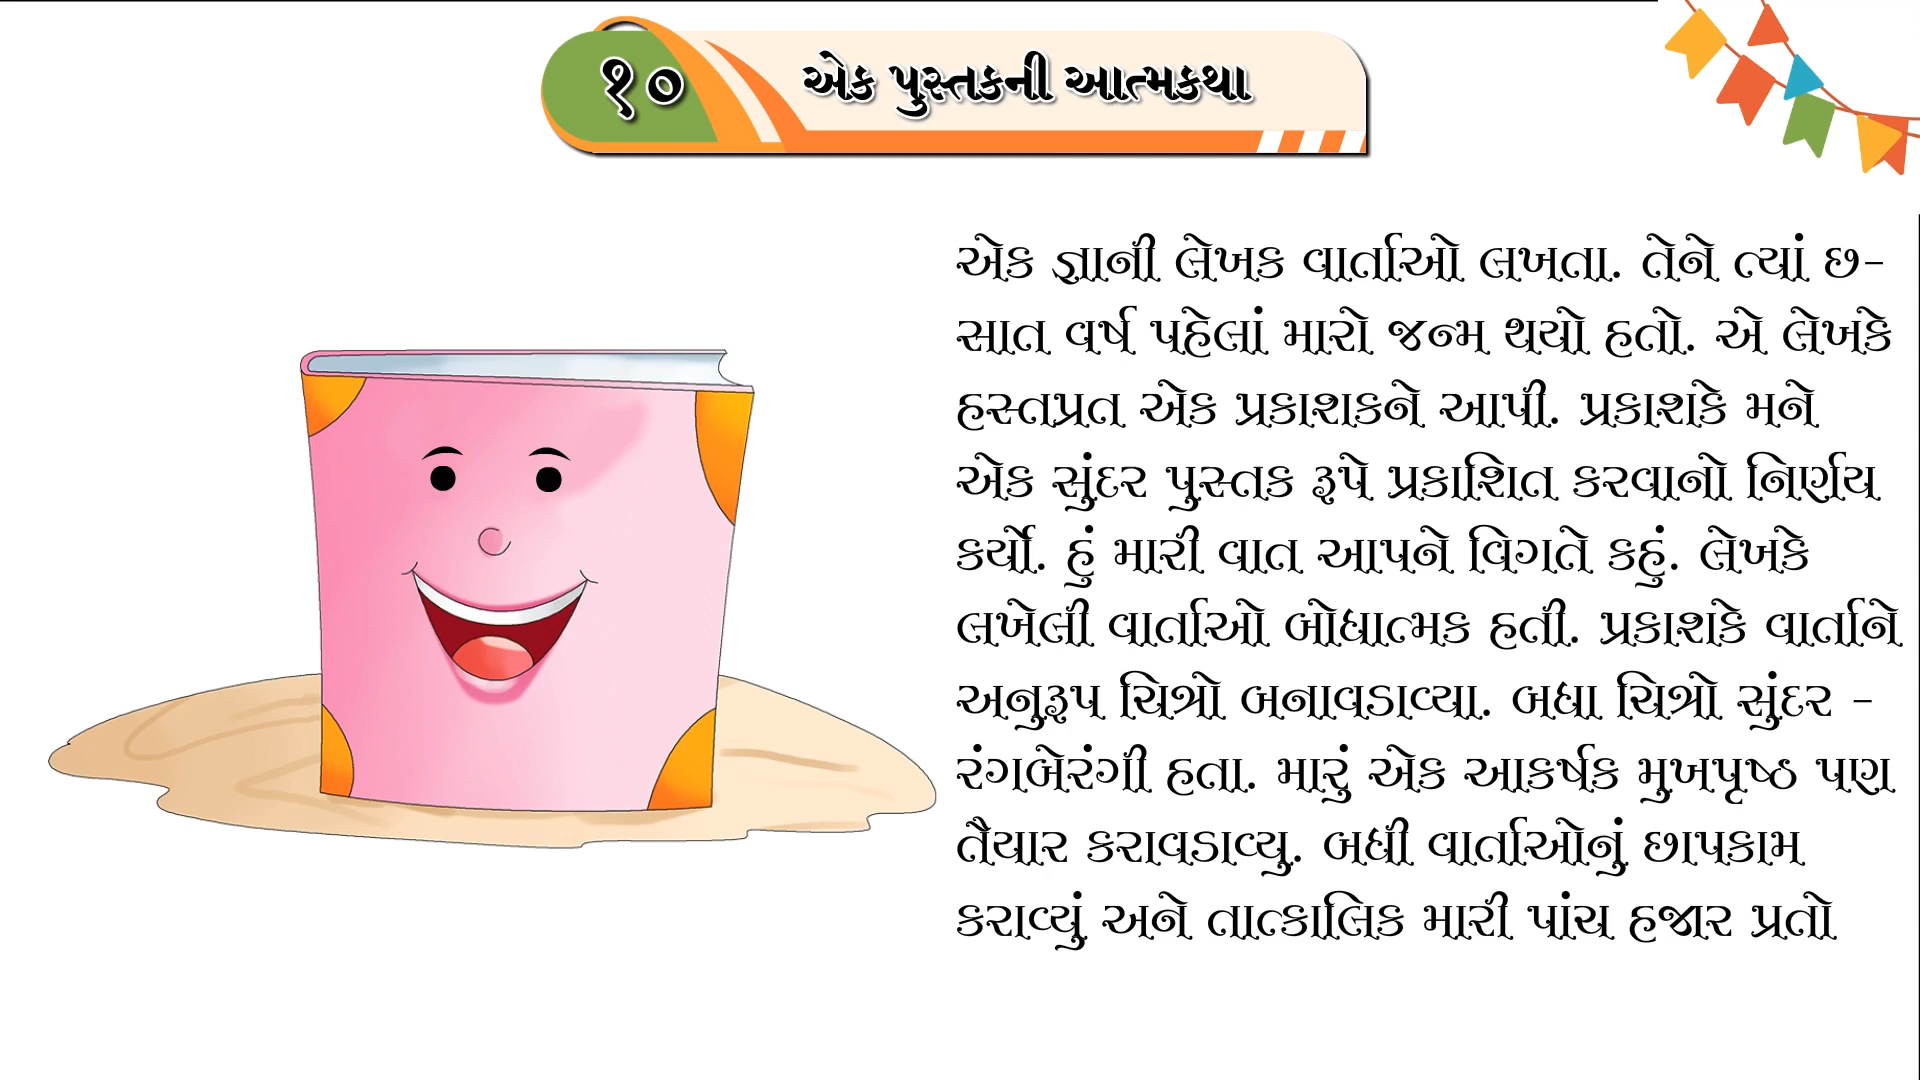 ૧૦ એક પુસ્તકની આત્મકથા
એક જ્ઞાની લેખક વાર્તાઓ લખતા. તેને ત્યાં છ-
સાત વર્ષ પહેલાં મારો જન્મ થયો હતો. એ લેખકે
હસ્તપ્રત એક પ્રકાશકને આપી. પ્રકાશકે મને
એક સુંદર પુસ્તક રૂપે પ્રકાશિત કરવાનો નિર્ણય
કર્યો. હું મારી વાત આપને વિગતે કહું. લેખકે
લખેલી વાર્તાઓ બોધાત્મક હતી. પ્રકાશકે વાર્તાને
અનુરૂપ ચિત્રો બનાવડાવ્યા. બધા ચિત્રો સુંદર -
રંગબેરંગી હતા. મારું એક આકર્ષક મુખપૃષ્ઠ પણ
તૈયાર કરાવડાવ્યુ. બધી વાર્તાઓનું છાપકામ
કરાવ્યું અને તાત્કાલિક મારી પાંચ હજાર પ્રતો